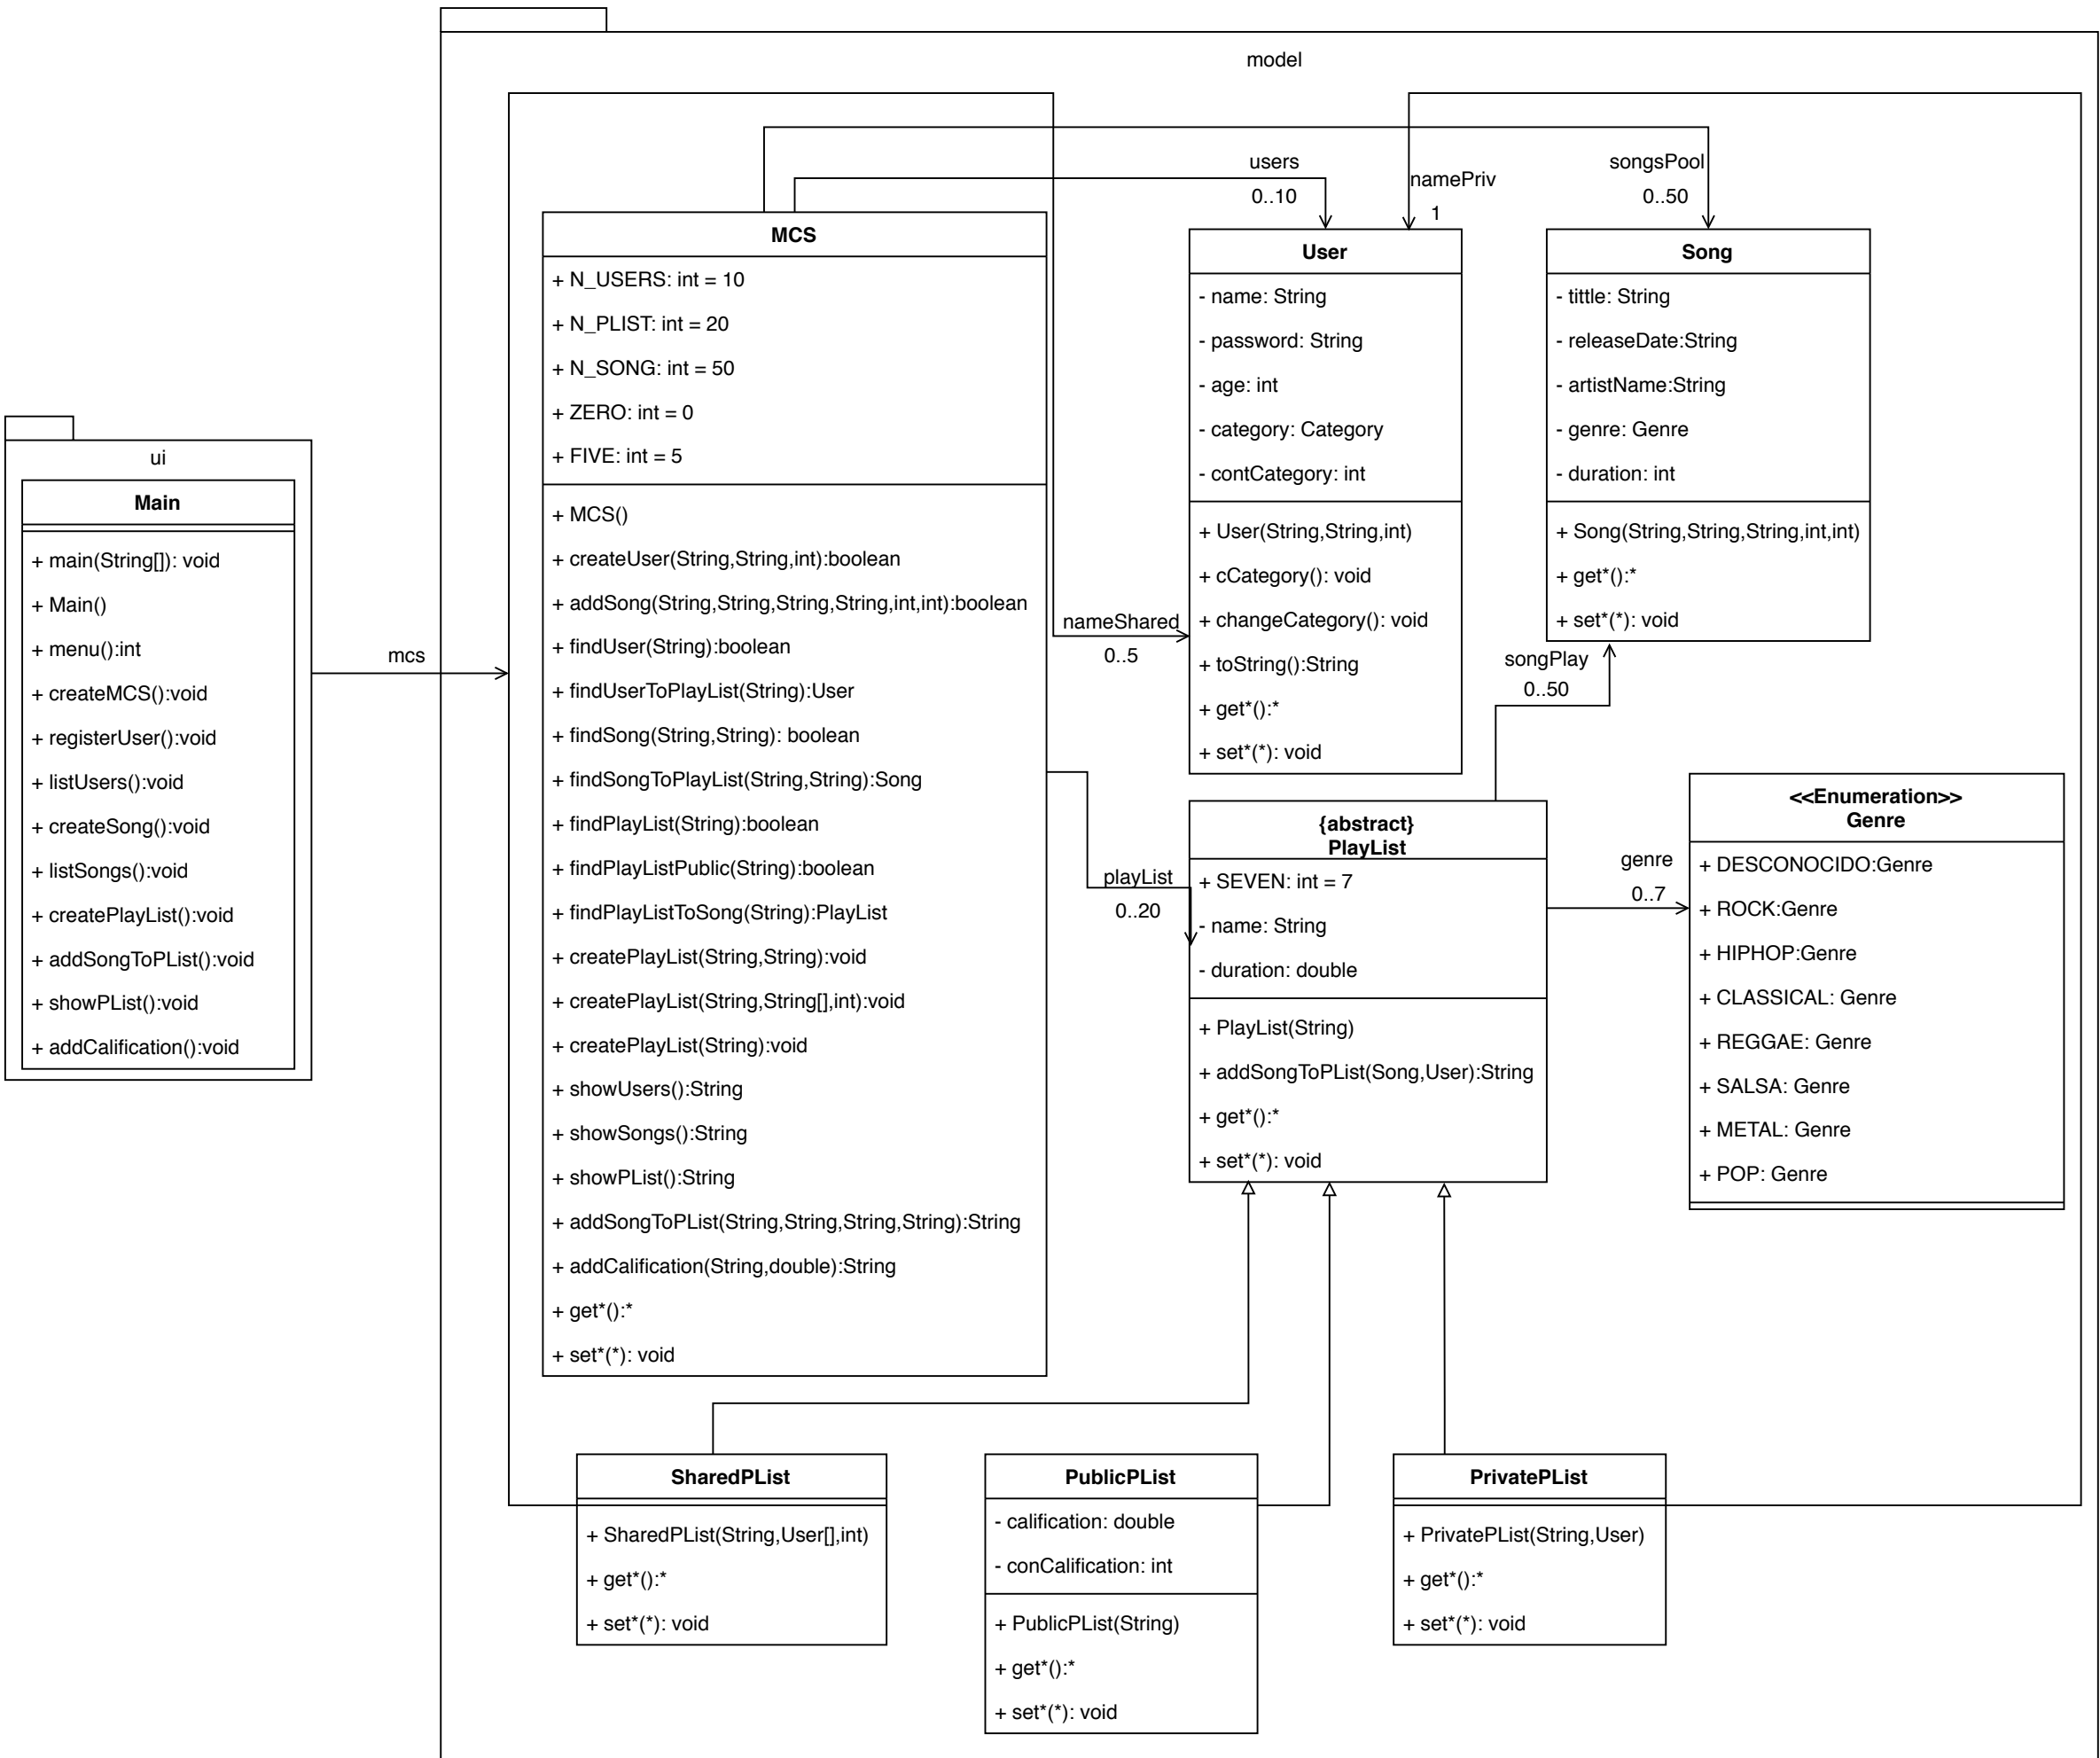 model
users
0..10
namePriv
1
songsPool
0..50
MCS
+ N_USERS: int = 10
+ N_PLIST: int = 20
+ N_SONG: int = 50
+ ZERO: int = 0
+ FIVE: int = 5
+ MCS()
+ createUser(String,String,int):boolean
+ addSong(String,String,String,String,int,int):boolean
+ findUser(String):boolean
+ findUserToPlayList(String):User
+ findSong(String,String): boolean
+ findSongToPlayList(String,String):Song
+ findPlayList(String):boolean
+ findPlayListPublic(String):boolean
+ findPlayListToSong(String):PlayList
+ createPlayList(String,String):void
+ createPlayList(String,String[],int):void
+ createPlayList(String):void
+ showUsers():String
+ showSongs():String
+ showPList():String
+ addSongToPList(String,String,String,String):String
+ addCalification(String,double):String
+ get*():*
+ set*(*): void
User
- name: String
- password: String
- age: int
- category: Category
- contCategory: int
+ User(String,String,int)
+ cCategory(): void
+ changeCategory(): void
+ toString():String
+ get*():*
+ set*(*): void
Song
- tittle: String
- releaseDate:String
- artistName:String
- genre: Genre
- duration: int
+ Song(String,String,String,int,int)
+ get*():*
+ set*(*): void
ui
Main
+ main(String[]): void
+ Main()
+ menu():int
+ createMCS():void
+ registerUser():void
+ listUsers():void
+ createSong():void
+ listSongs():void
+ createPlayList():void
+ addSongToPList():void
+ showPList():void
+ addCalification():void
mcs
nameShared
0..5
songPlay
0..50
playList
0..20
{abstract}
PlayList
+ SEVEN: int = 7
- name: String
- duration: double
+ PlayList(String)
+ addSongToPList(Song,User):String
+ get*():*
+ set*(*): void
genre
0..7
<<Enumeration>>
Genre
+ DESCONOCIDO:Genre
+ ROCK:Genre
+ HIPHOP:Genre
+ CLASSICAL: Genre
+ REGGAE: Genre
+ SALSA: Genre
+ METAL: Genre
+ POP: Genre
SharedPList
+ SharedPList(String,User[],int)
+ get*():*
+ set*(*): void
PublicPList
- calification: double
- conCalification: int
+ PublicPList(String)
+ get*():*
+ set*(*): void
PrivatePList
+ PrivatePList(String,User)
+ get*():*
+ set*(*): void